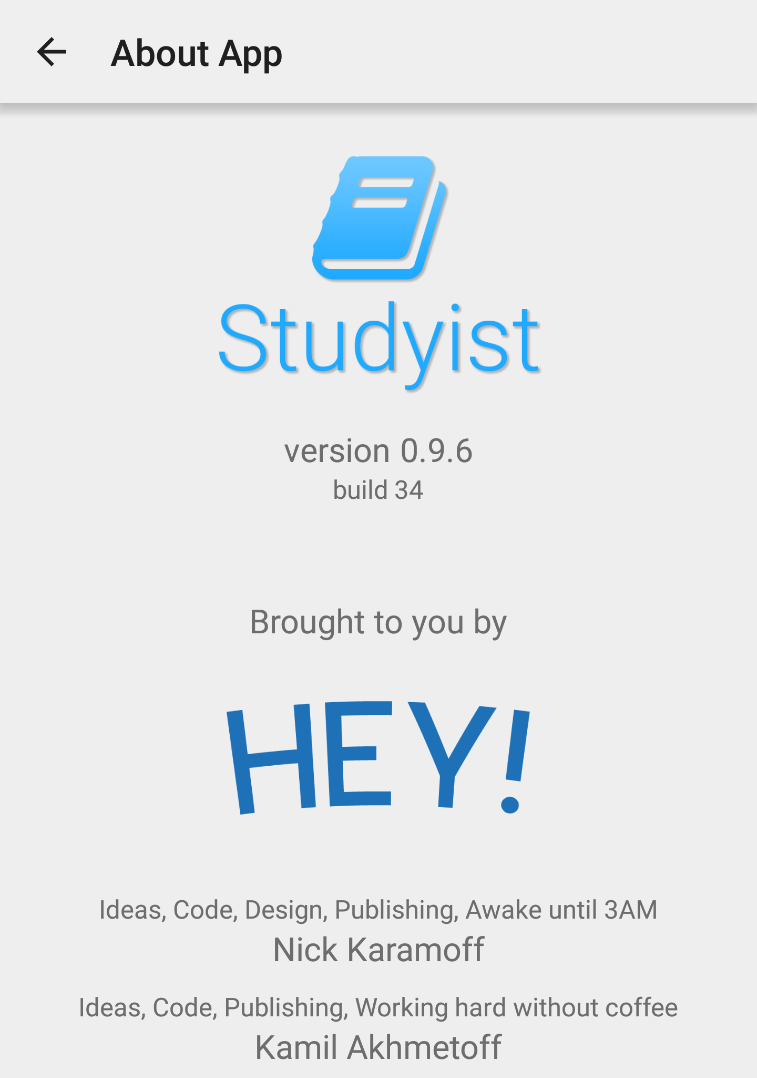 About App
Studyist
version 0.9.6
build 34
Brought to you by
HEY!
Ideas, Code, Design, Publishing, Awake until 3AM
Nick Karamoff
Ideas, Code, Publishing, Working hard without coffee
Kamil Akhmetoff